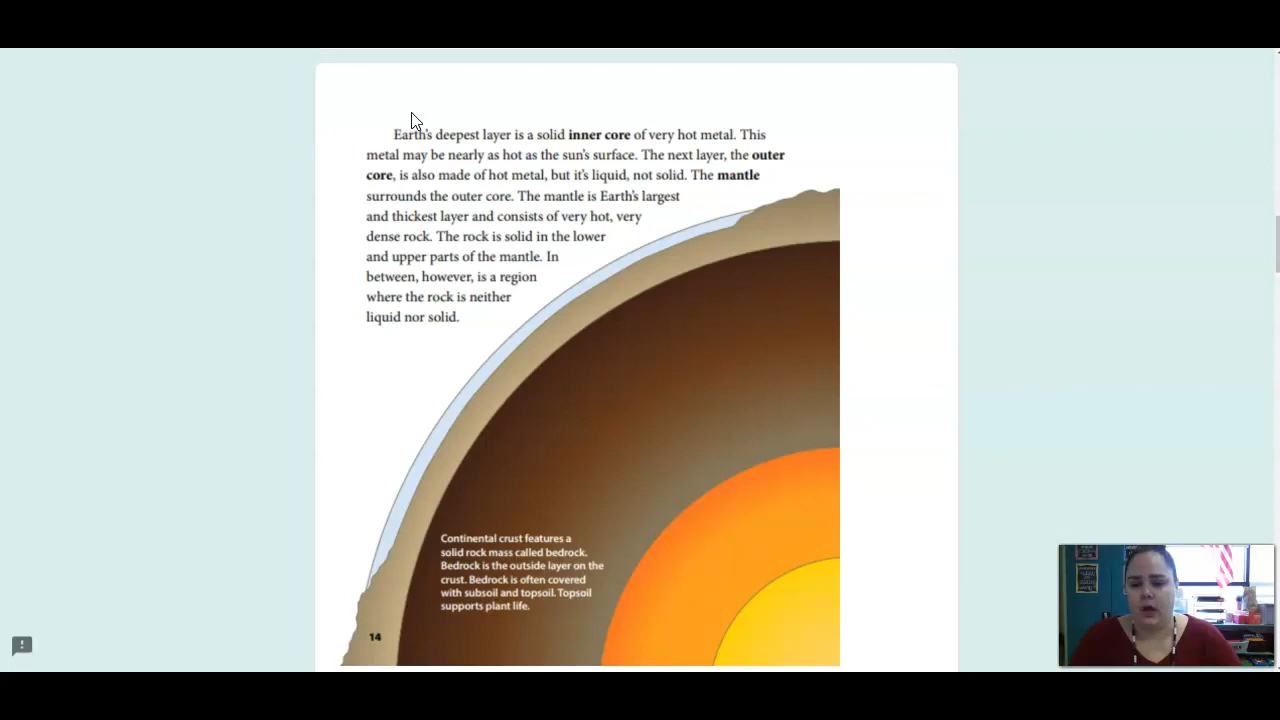 Earth's deepest layer is a solid inner core of very hot metal. This
metal may be nearly as hot as the sun's surface. The next layer, the outer
core, is also made of hot metal, but it's liquid, not solid. The mantle
surrounds the outer core. The mantle is Earth's largest
and thickest layer and consists of very hot, very
dense rock. The rock is solid in the lower
and upper parts of the mantle. In
between, however, is a region
where the rock is neither
liquid nor solid.
Continental crust features a
solid rock mass called bedrock.
Bedrock is the outside layer on the
crust. Bedrock is often covered
with subsoil and topsoil. Topsoil
supports plant life.
14